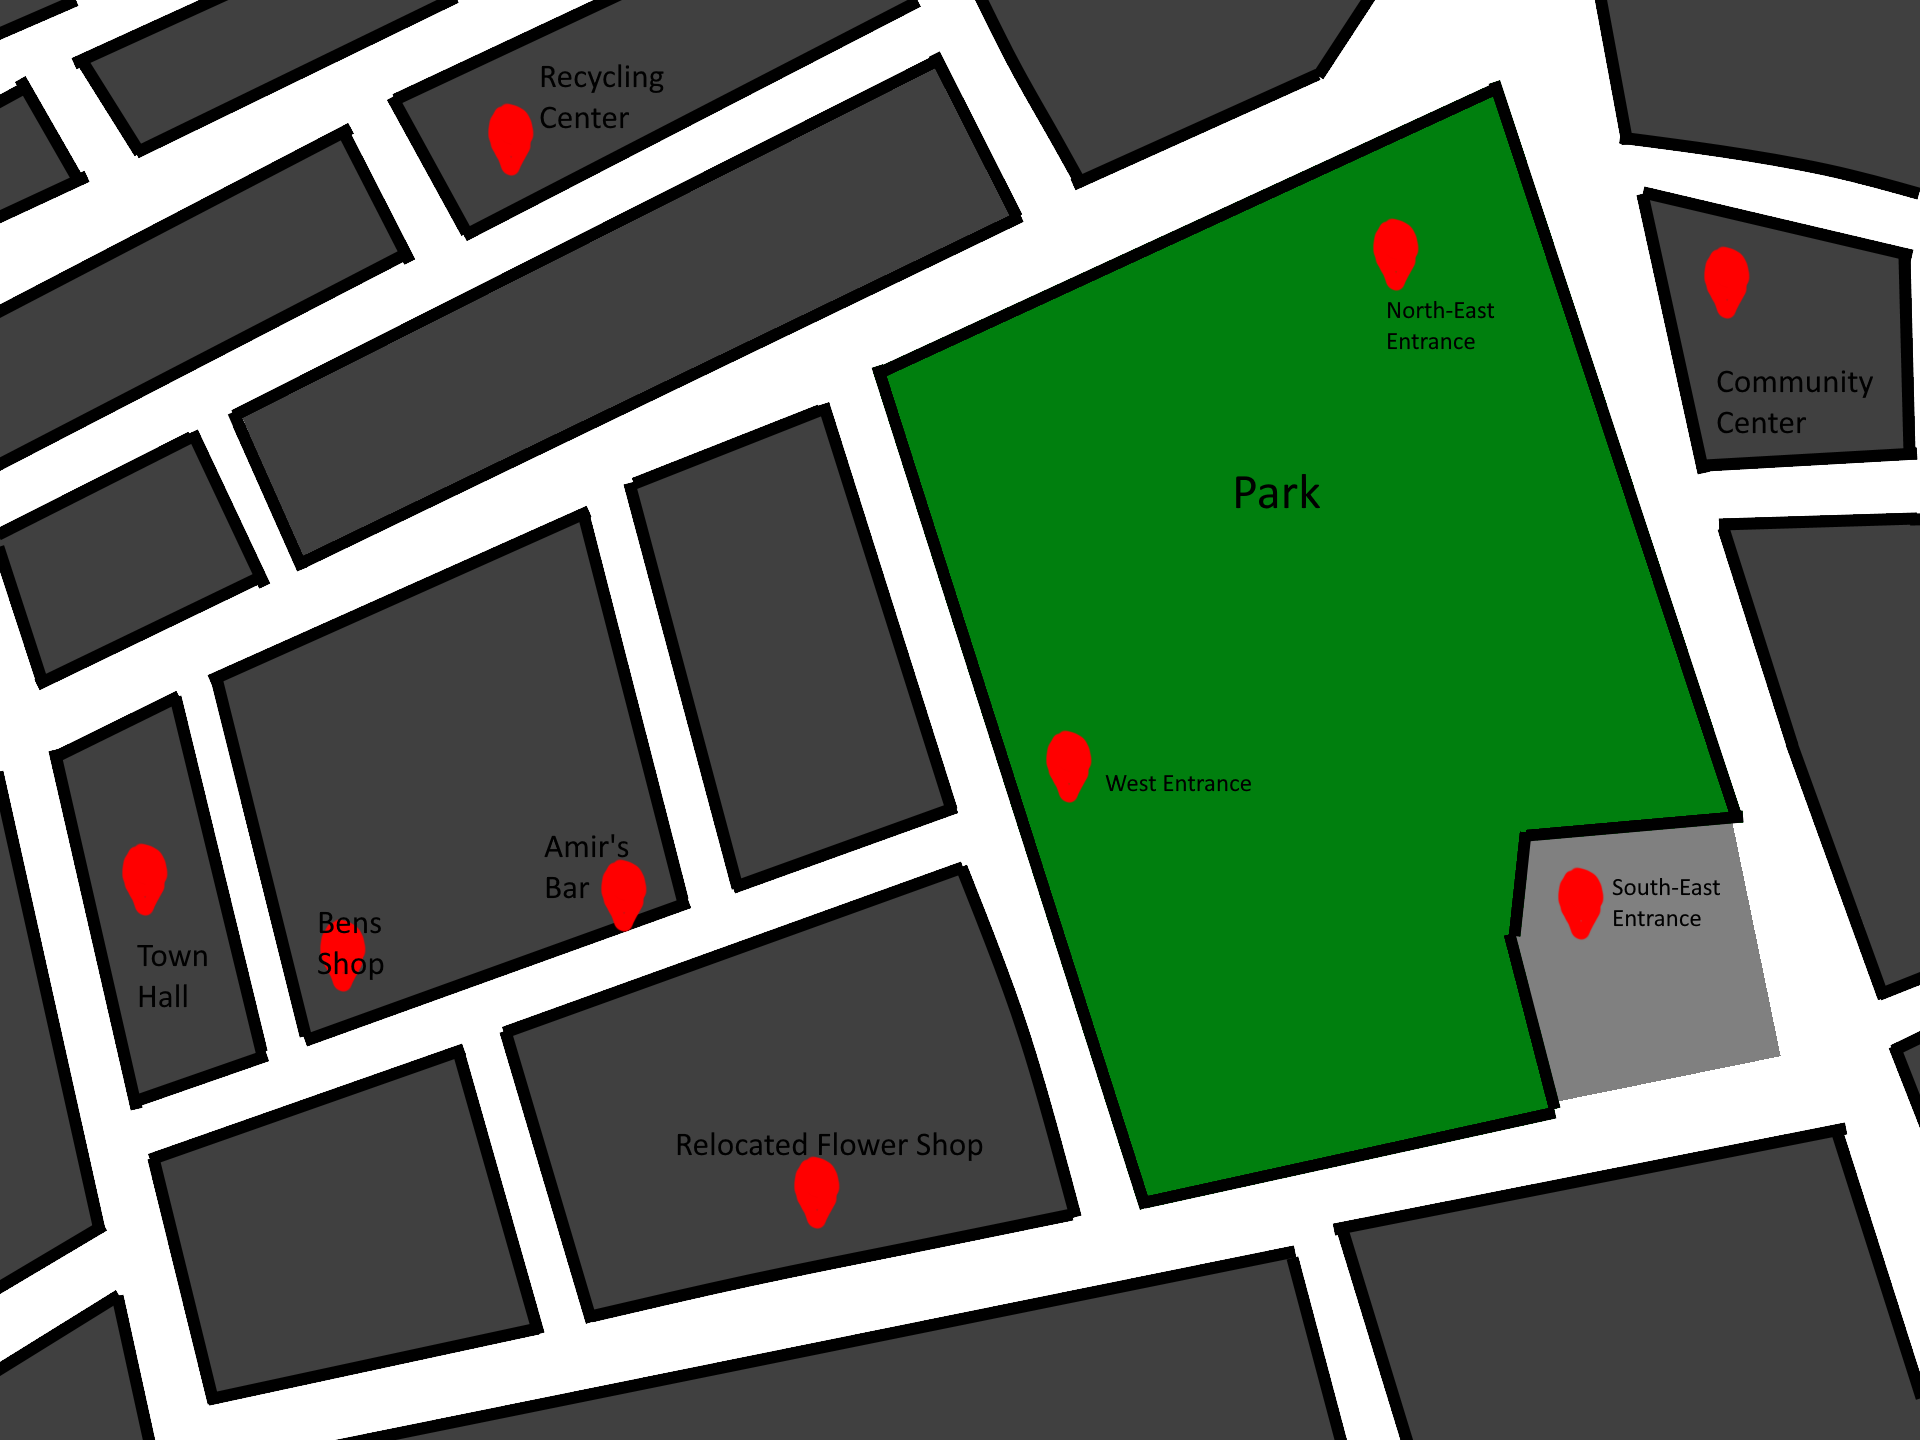 Recycling
Center
North-East
Entrance
Community
Center
Park
West Entrance
Amir's
Bar
Bens
Shop
Town
Hall
South-East
Entrance
Relocated Flower Shop